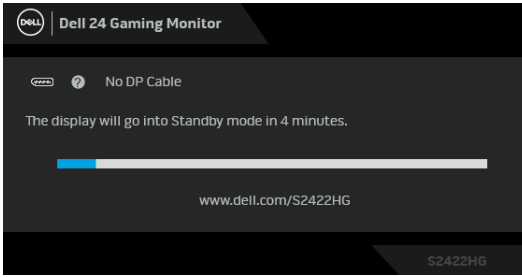 DELL
Dell 24 Gaming Monitor
? No DP Cable
The display will go into Standby mode in 4 minutes.
www.dell.com/S2422HG
S2422HG